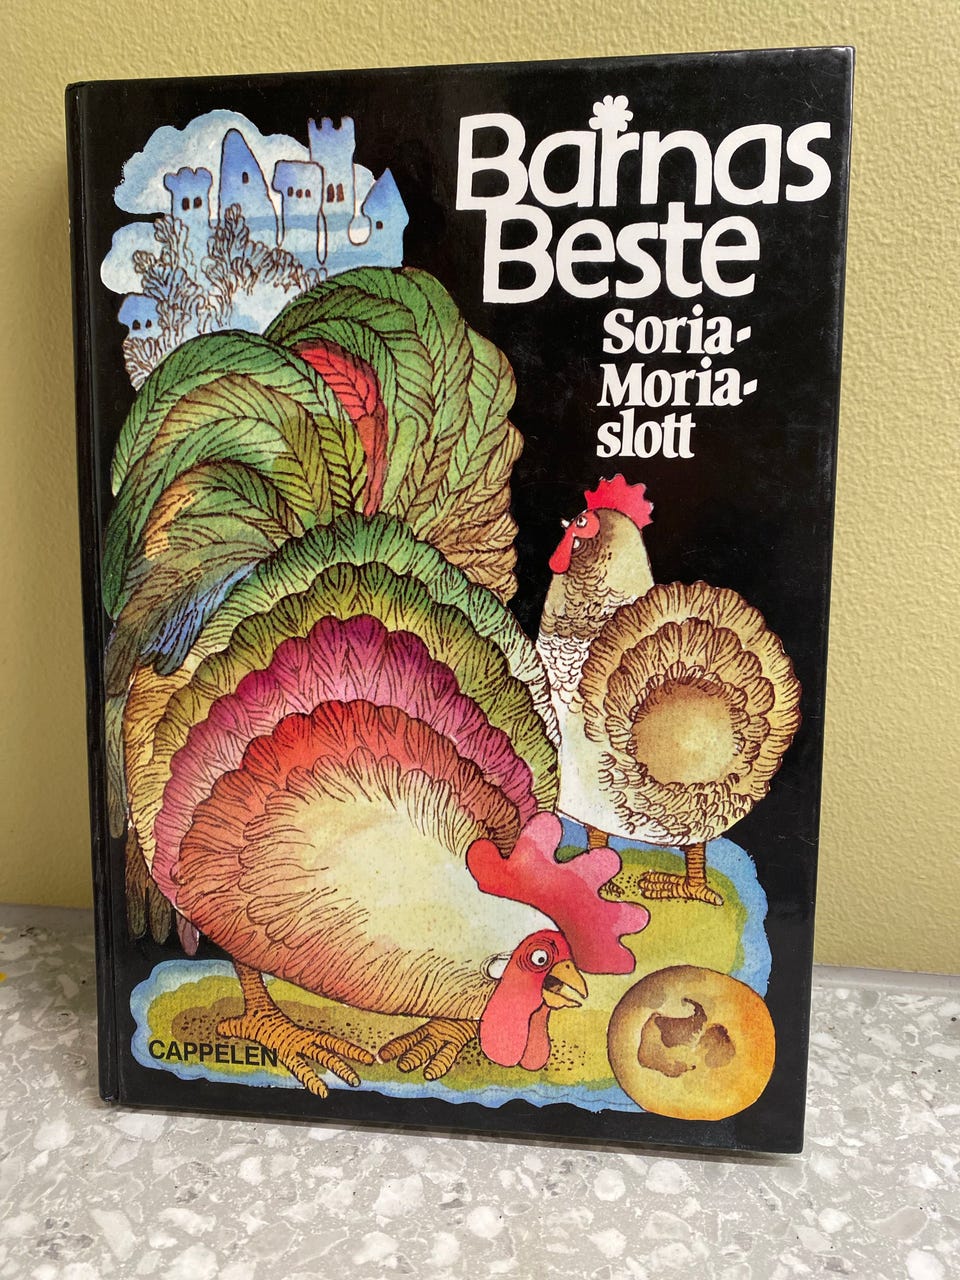 Barnas
Beste
Soria-
Moria-
slott
CAPPELEN